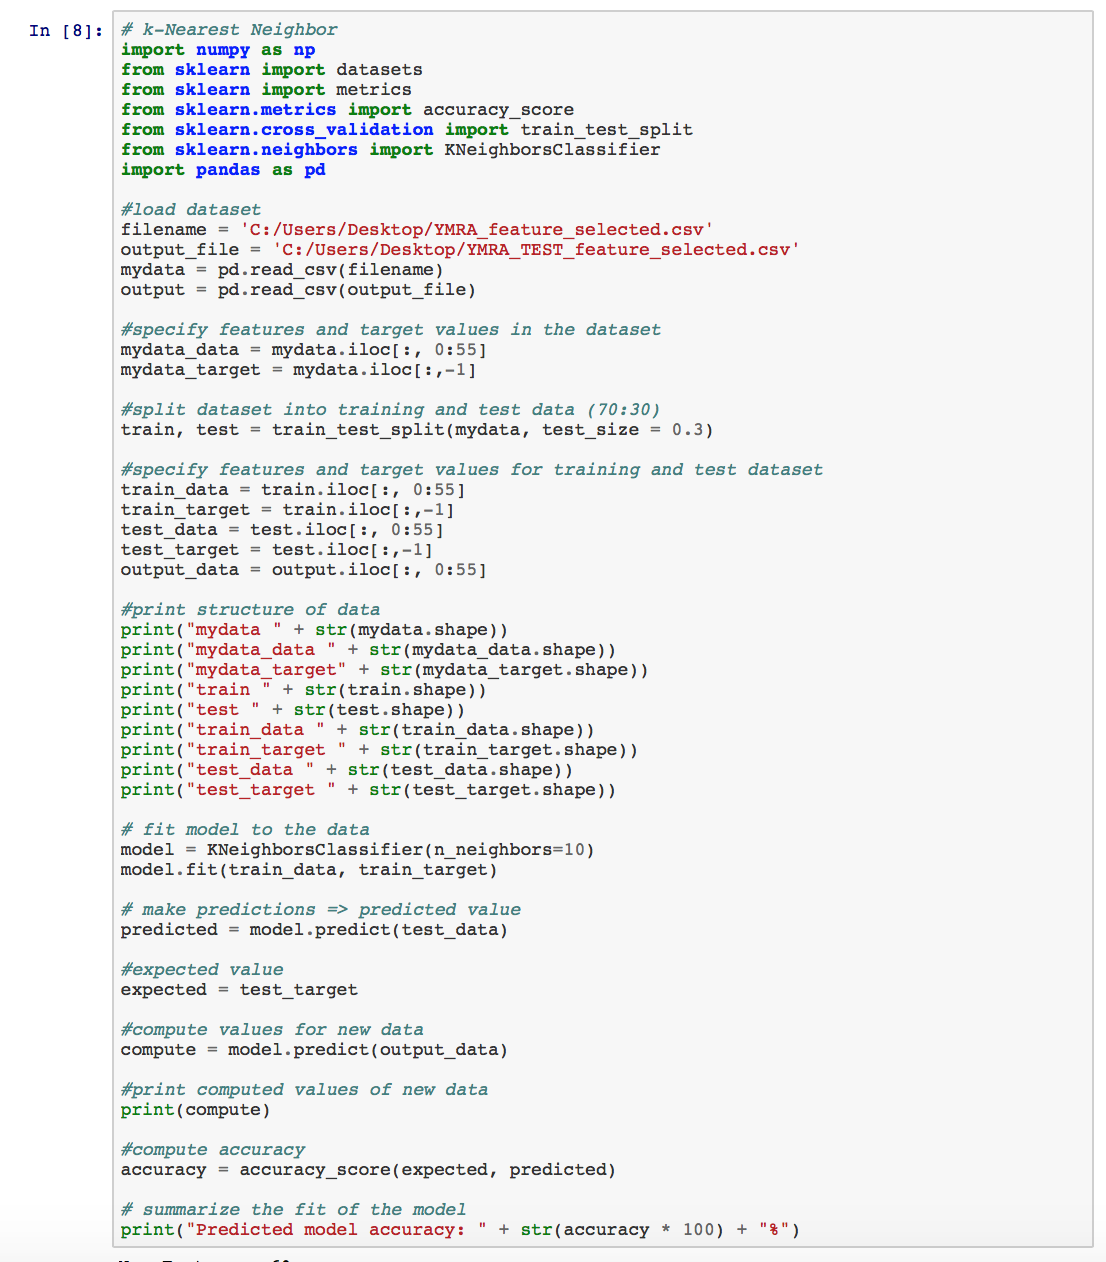 In [8]:
# k-Nearest Neighbor
import numpy as np
from sklearn import datasets
from sklearn import metrics
from sklearn.metrics import accuracy_score
from sklearn.cross_validation import train_test_split
from sklearn.neighbors import KNeighborsClassifier
import pandas as pd

#load dataset
filename = 'C:/Users/Desktop/YMRA_feature_selected.csv'
output_file = 'C:/Users/Desktop/YMRA_TEST_feature_selected.csv'
mydata = pd.read_csv(filename)
output = pd.read_csv(output_file)

#specify features and target values in the dataset
mydata_data = mydata.iloc[:, 0:55]
mydata_target = mydata.iloc[:,-1]

#split dataset into training and test data (70:30)
train, test = train_test_split(mydata, test_size = 0.3)

#specify features and target values for training and test dataset
train_data = train.iloc[:, 0:55]
train_target = train.iloc[:,-1]
test_data = test.iloc[:, 0:55]
test_target = test.iloc[:,-1]
output_data = output.iloc[:, 0:55]

#print structure of data
print("mydata " + str(mydata.shape))
print("mydata_data " + str(mydata_data.shape))
print("mydata_target" + str(mydata_target.shape))
print("train " + str(train.shape))
print("test " + str(test.shape))
print("train_data " + str(train_data.shape))
print("train_target " + str(train_target.shape))
print("test_data " + str(test_data.shape))
print("test_target " + str(test_target.shape))

# fit model to the data
model = KNeighborsClassifier(n_neighbors=10)
model.fit(train_data, train_target)

# make predictions => predicted value
predicted = model.predict(test_data)

#expected value
expected = test_target

#compute values for new data
compute = model.predict(output_data)

#print computed values of new data
print(compute)

#compute accuracy
accuracy = accuracy_score(expected, predicted)

# summarize the fit of the model
print("Predicted model accuracy: " + str(accuracy * 100) + "%")